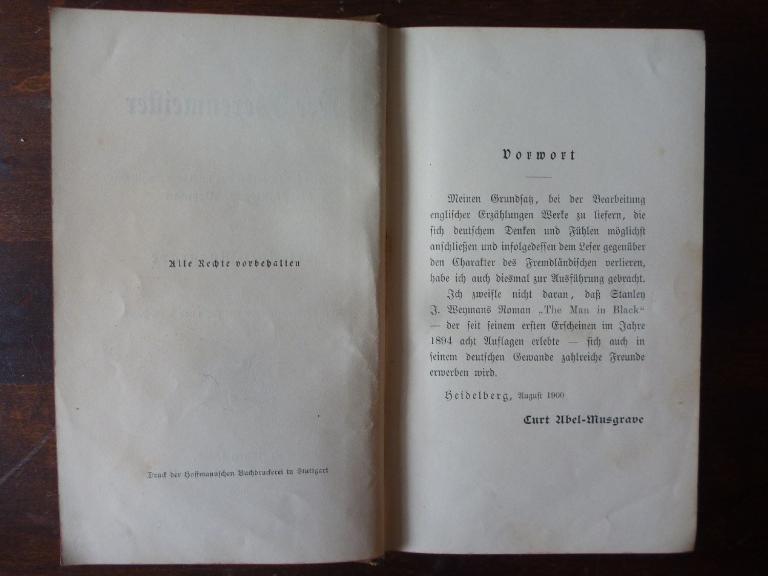 Alle Rechte vorbehalten
Druck der Hoffmannschen Buchdruckerei in Stuttgart
Vorwort
Meinen Grundsatz, bei der Bearbeitung
englischer Erzählungen Werke zu liefern, die
sich deutschem Denken und Fühlen möglichst
anschließen und infolgedessen dem Leser gegenüber
den Charakter des Fremdländischen verlieren,
habe ich auch diesmal zur Ausführung gebracht.
Ich zweifle nicht daran, daß Stanley
J. Weymans Roman „The Man in Black“
— der seit seinem ersten Erscheinen im Jahre
1894 acht Auflagen erlebte — sich auch in
seinem deutschen Gewande zahlreiche Freunde
erwerben wird.
Heidelberg, August 1900
Curt Abel-Musgrave